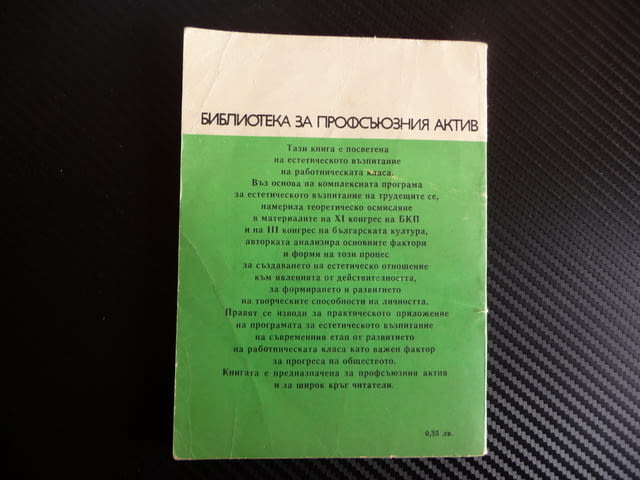 БИБЛИОТЕКА ЗА ПРОФСЪЮЗНИЯ АКТИВ
Тази книга е посветена
на естетическото възпитание
на работническата класа.
Въз основа на комплексната програма
за естетическото възпитание на трудещите се,
намерила теоретическо осмисляне
в материалите на XI конгрес на БКП
и на III конгрес на българската култура,
авторката анализира основните фактори
и форми на този процес
за създаването на естетическо отношение
към явленията от действителността,
за формирането и развитието
на творческите способности на личността.
Правят се изводи за практическото приложение
на програмата за естетическото възпитание
на съвременния етап от развитието
на работническата класа като важен фактор
за прогреса на обществото.
Книгата е предназначена за профсъюзния актив
и за широк кръг читатели.
0,35 лв.